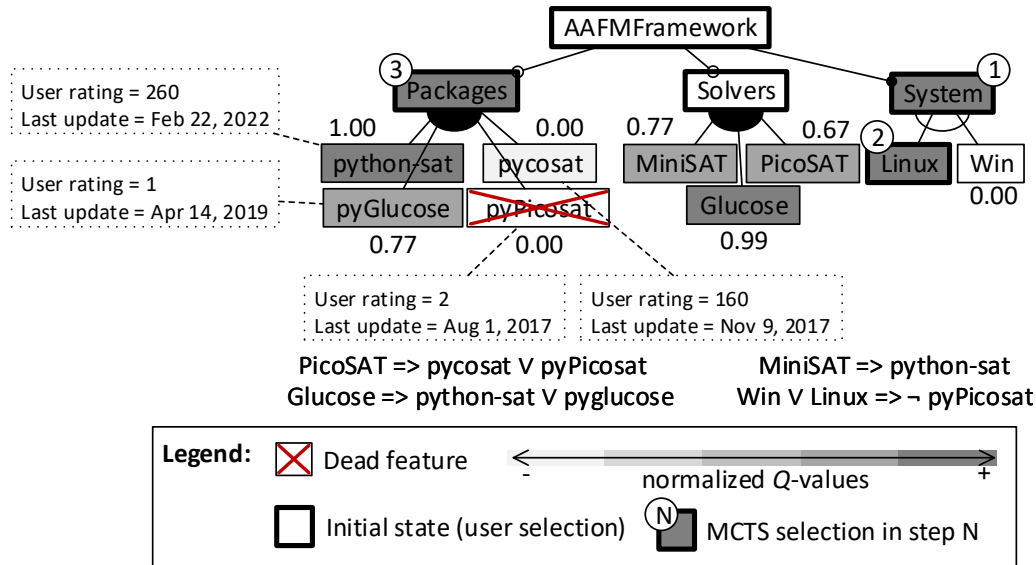 AAFMFramework
3
Packages
Solvers
1
System
User rating = 260
Last update = Feb 22, 2022
1.00
0.00
0.77
0.67
2
python-sat
pycosat
MiniSAT
PicoSAT
Linux
Win
User rating = 1
Last update = Apr 14, 2019
pyGlucose
pyPicosat
Glucose
0.00
0.77
0.00
0.99
User rating = 2
Last update = Aug 1, 2017
User rating = 160
Last update = Nov 9, 2017
PicoSAT => pycosat V pyPicosat
MiniSAT => python-sat
Glucose => python-sat V pyglucose
Win V Linux => ¬ pyPicosat
Legend:
Dead feature
- +
normalized Q-values
Initial state (user selection)
N
MCTS selection in step N